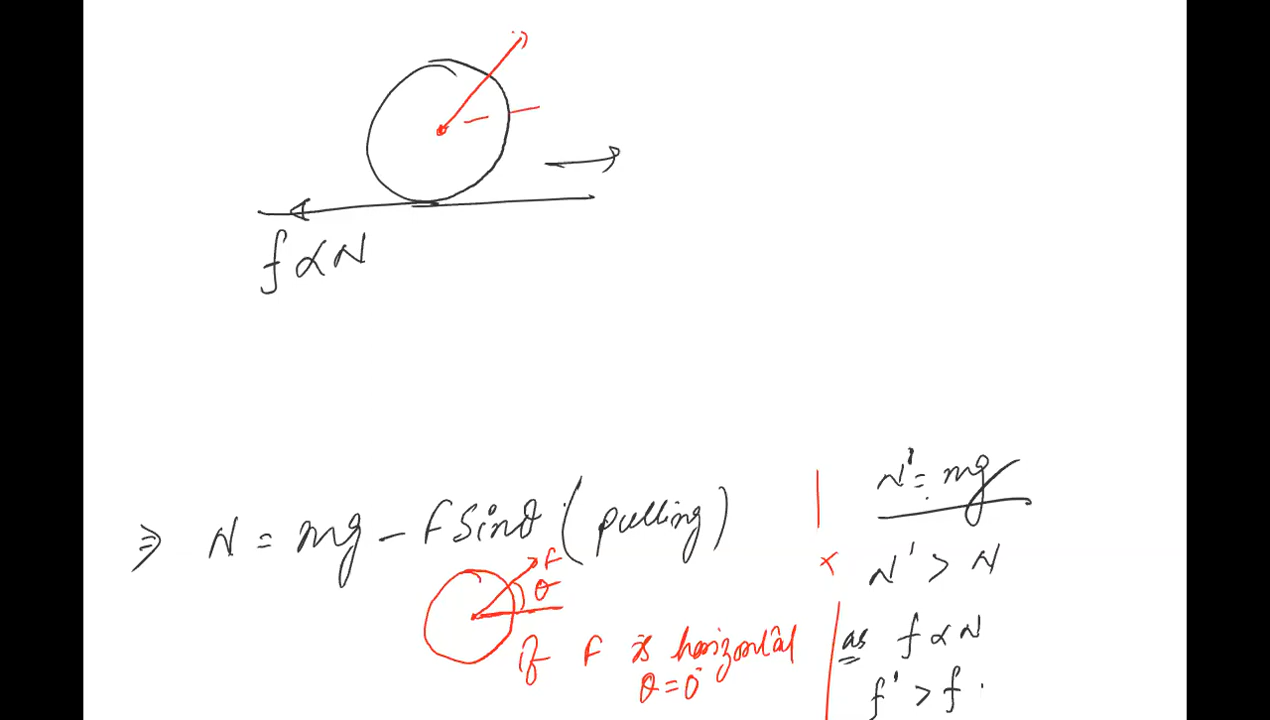 f ∝ N
⇒ N = mg - F Sinθ (pulling)
F
θ
If F is horizontal
θ = 0
N' = mg
x
N' > N
as f ∝ N
f' > f .